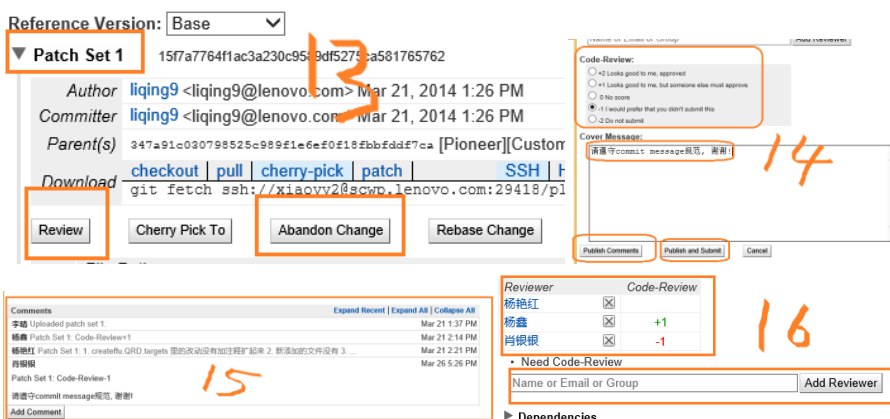 Reference Version: Base
Patch Set 1
13
Author liqing9 <liqing9@lenovo.com> Mar 21, 2014 1:26 PM
Committer liqing9 <liqing9@lenovo.com> Mar 21, 2014 1:26 PM
Parent(s) 347a91c030798525c989f1e6ef0f18fbbfddf7ca [Pioneer][Custom
Download checkout | pull | cherry-pick | patch | SSH | H
git fetch ssh://xiaoyy2@scwp.lenovo.com:29418/pl
Review Cherry Pick To Abandon Change Rebase Change
Name or Email or Group Add Reviewer
Code-Review:
+2 Looks good to me, approved
+1 Looks good to me, but someone else must approve
0 No score
-1 I would prefer that you didn't submit this
-2 Do not submit
Cover Message:
请遵守commit message规范, 谢谢!
14
Publish Comments Publish and Submit Cancel
Comments Expand Recent | Expand All | Collapse All
Uploaded patch set 1. Mar 21 1:37 PM
杨鑫 Patch Set 1: Code-Review+1 Mar 21 2:14 PM
杨艳红 Patch Set 1: 1. createffu.QRD.targets 里的改动没有加注释扩起来 2. 新添加的文件没有 3. ... Mar 21 2:21 PM
肖银银 Mar 26 5:26 PM
Patch Set 1: Code-Review-1
请遵守commit message规范, 谢谢!
15
Add Comment
Reviewer Code-Review
杨艳红
杨鑫 +1
肖银银 -1
16
Need Code-Review
Name or Email or Group Add Reviewer
Dependencies